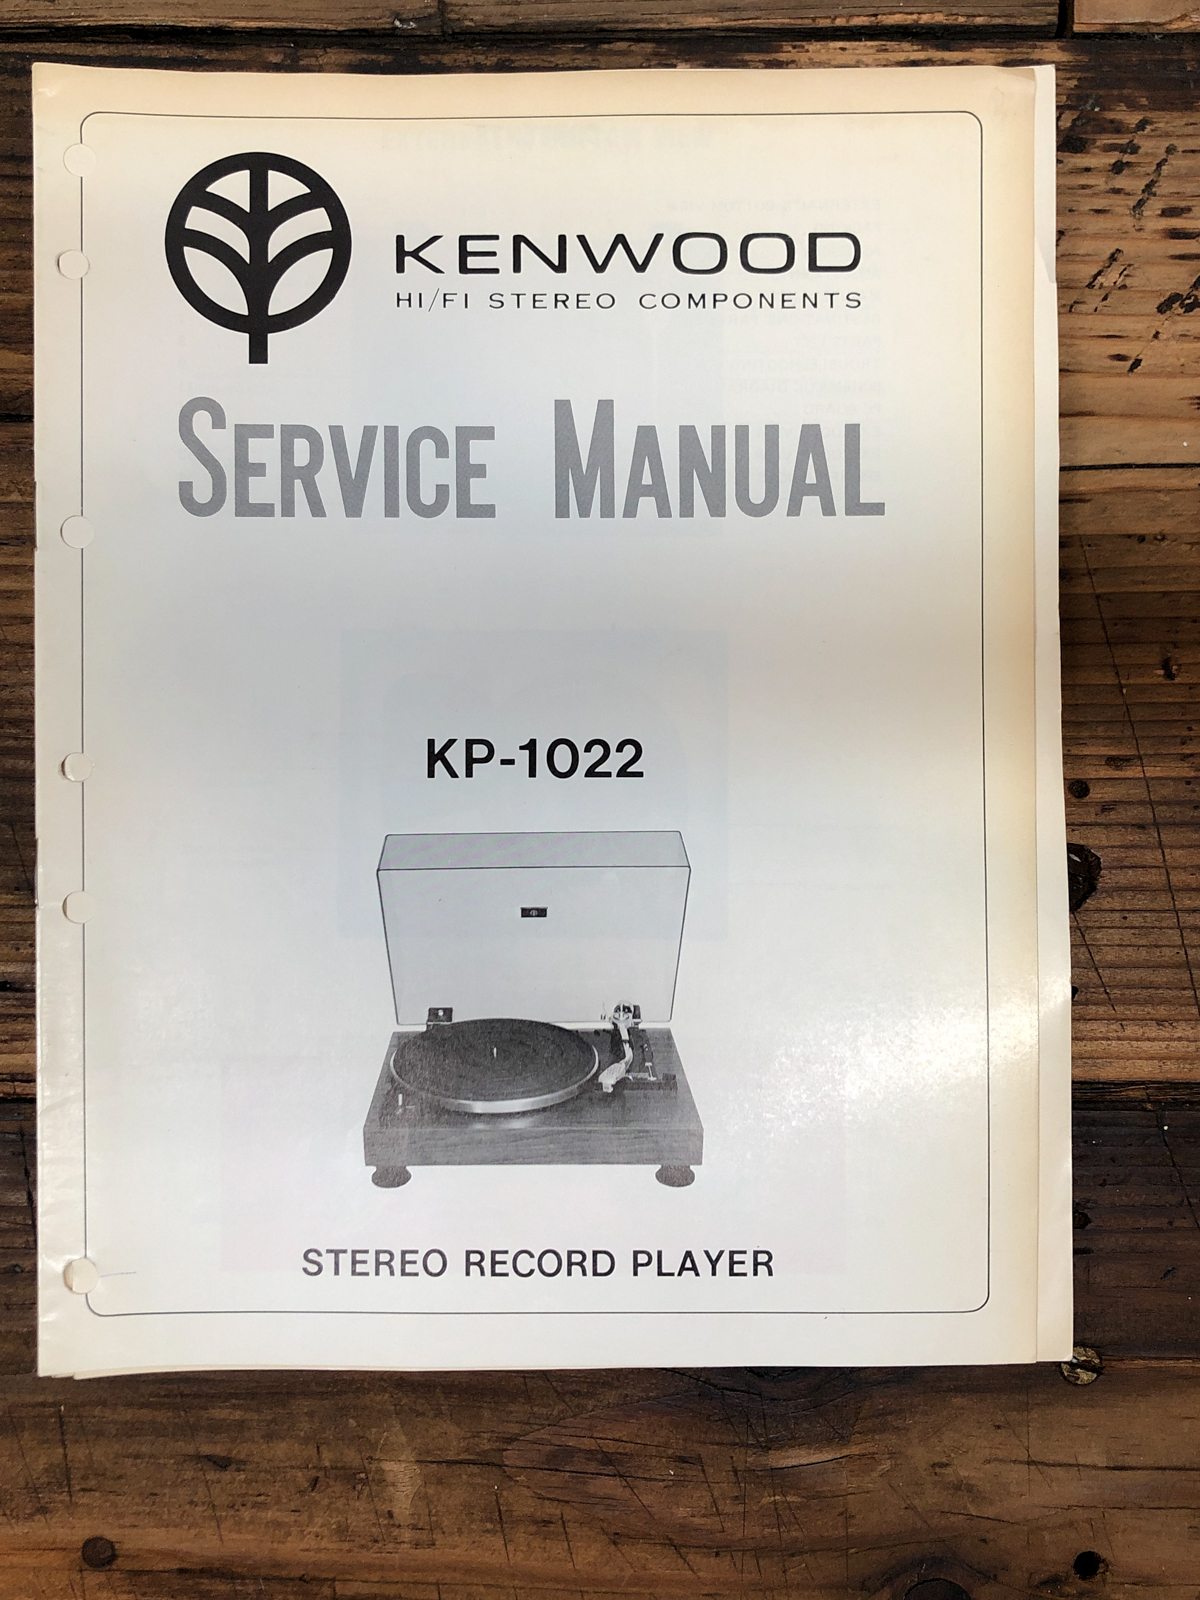 KENWOOD
HI/FI STEREO COMPONENTS
SERVICE MANUAL
KP-1022
STEREO RECORD PLAYER